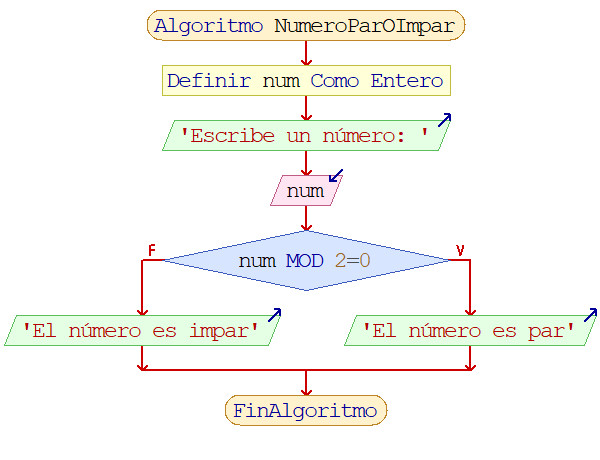 Algoritmo NumeroParOImpar
Definir num Como Entero
'Escribe un número: '
num
num MOD 2=0
F
V
'El número es impar'
'El número es par'
FinAlgoritmo